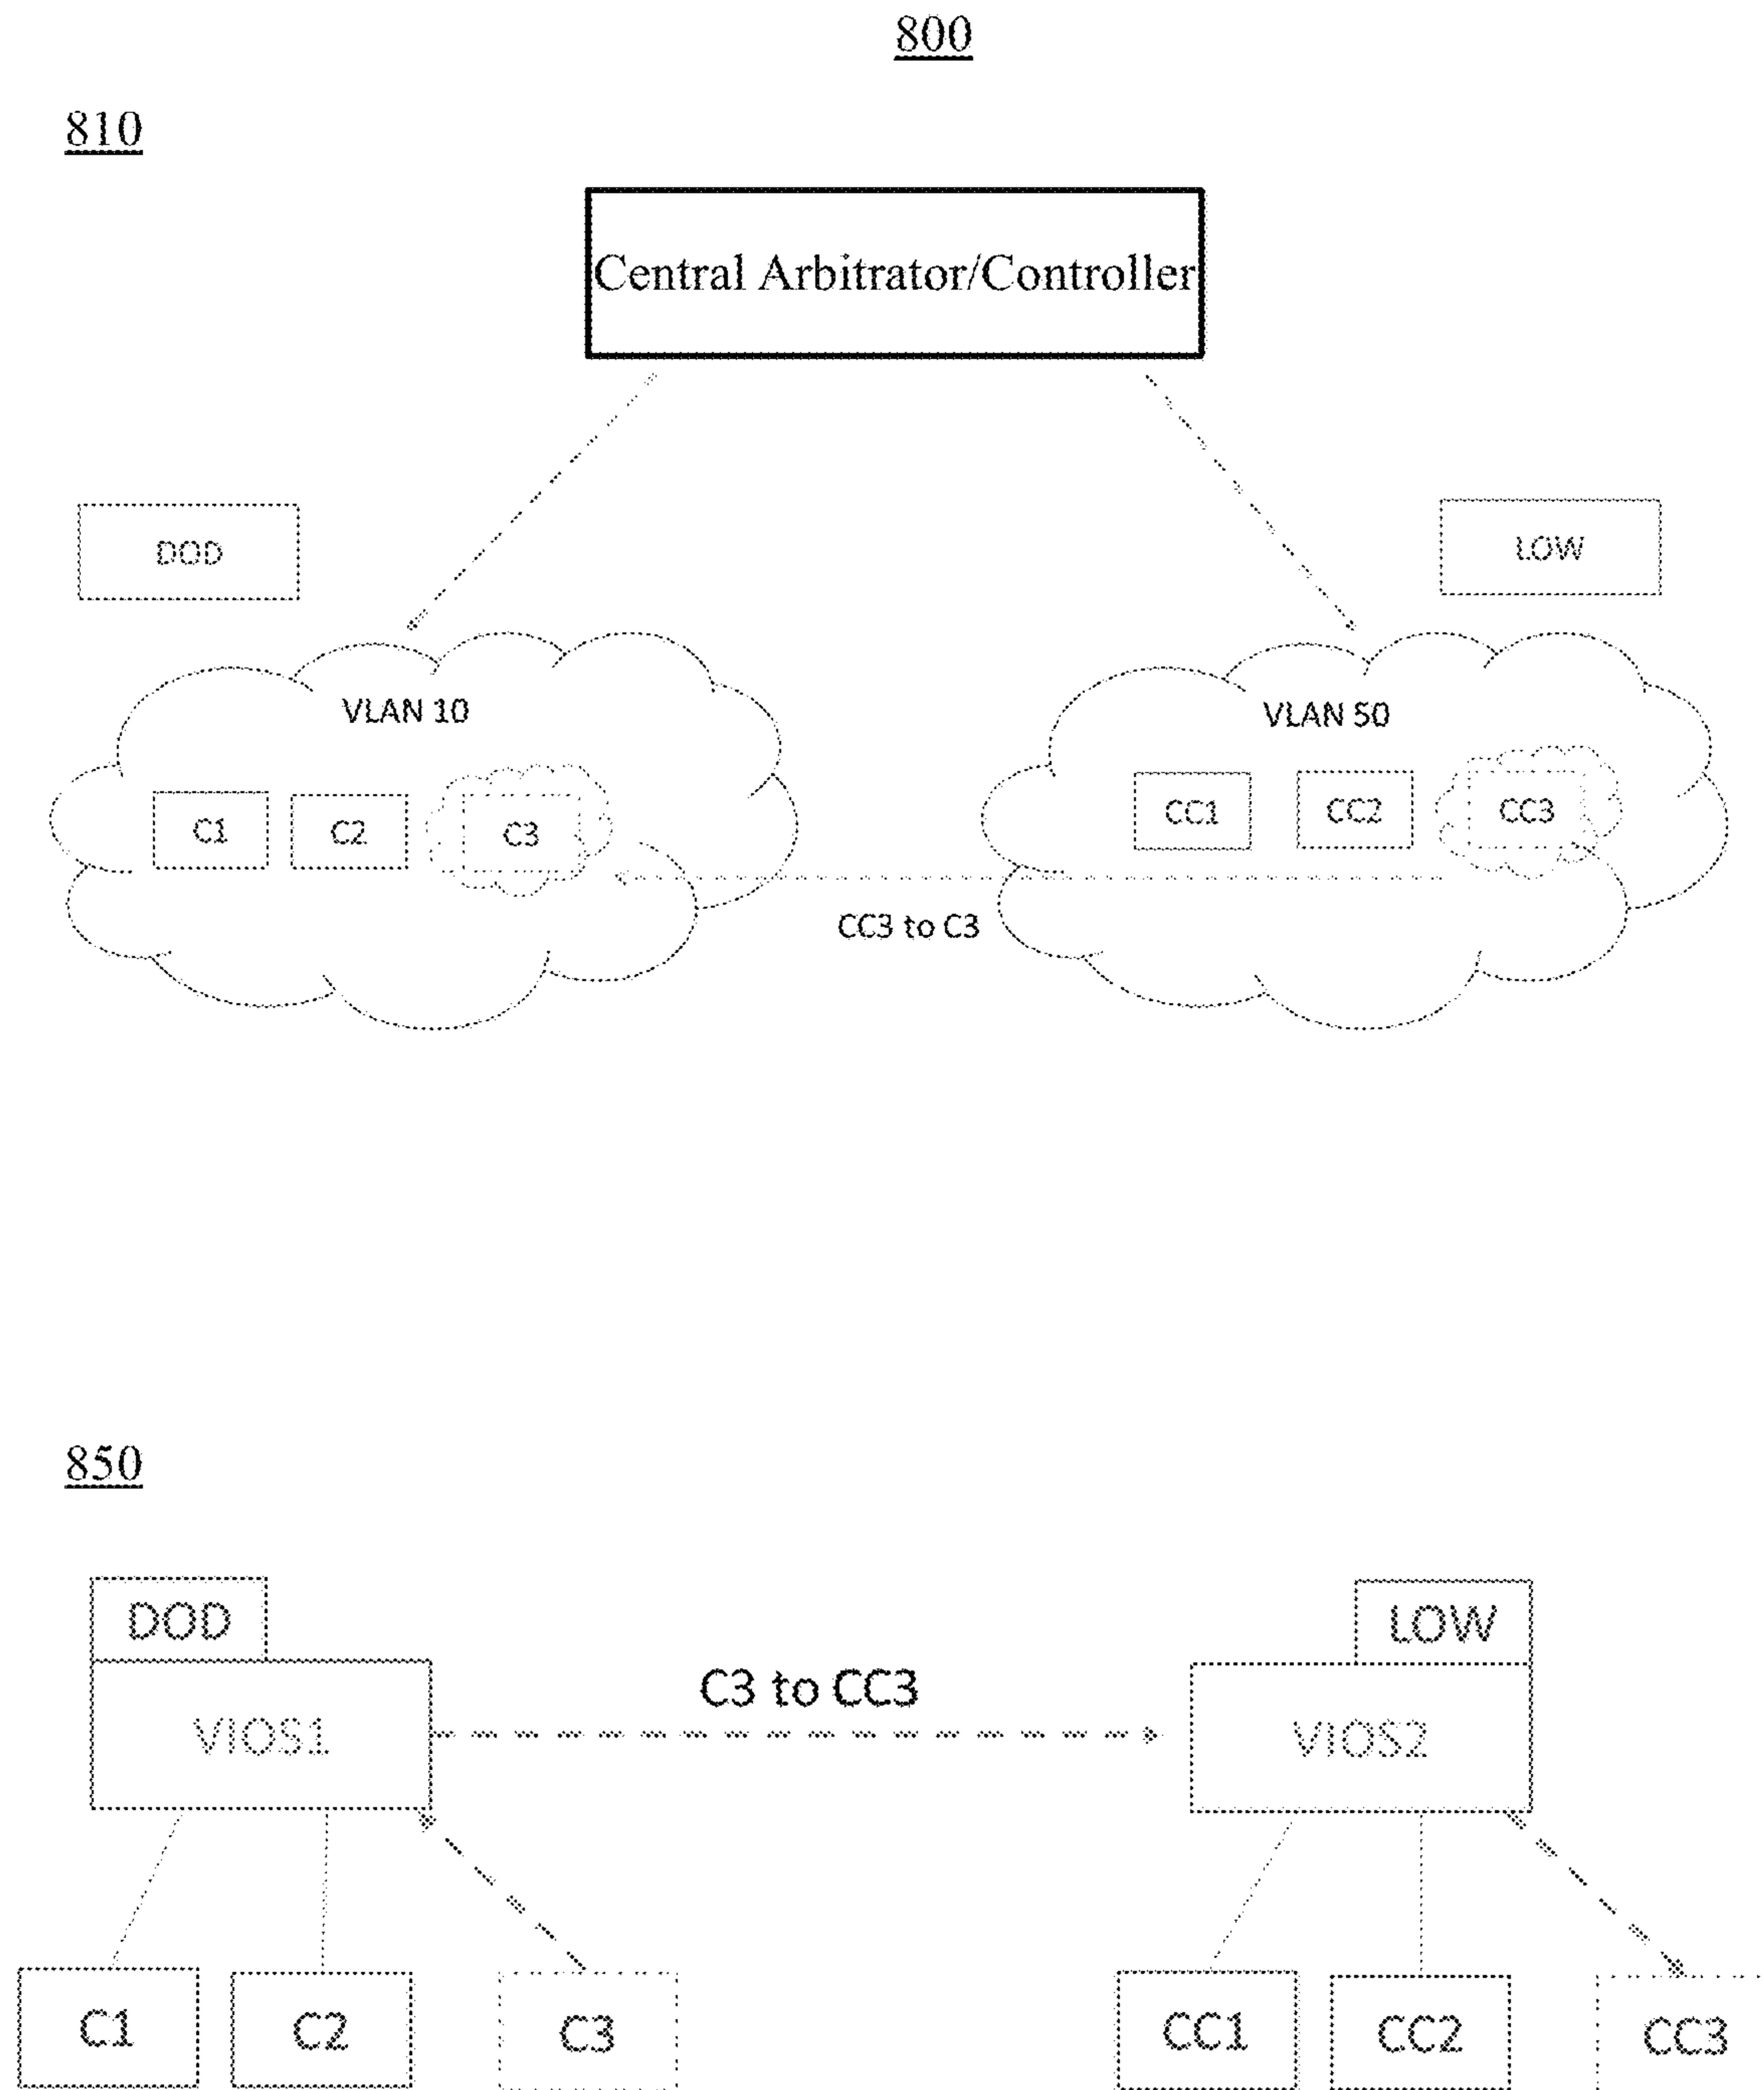 800
810
Central Arbitrator/Controller
DOD
LOW
VLAN 10
VLAN 50
C1
C2
C3
CC1
CC2
CC3
CC3 to C3
850
DOD
LOW
C3 to CC3
VIOS1
VIOS2
C1
C2
C3
CC1
CC2
CC3